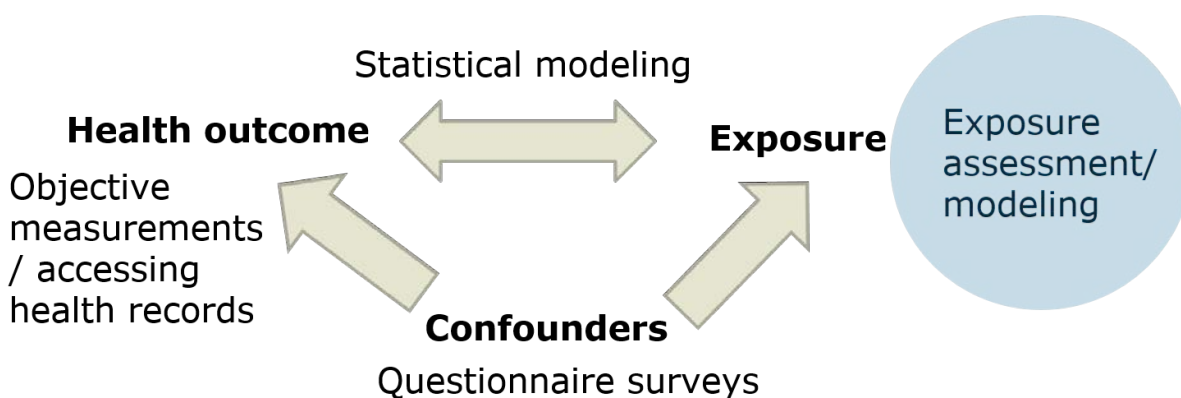 Statistical modeling
Health outcome
Exposure
Exposure
assessment/
modeling
Objective
measurements
/ accessing
health records
Confounders
Questionnaire surveys